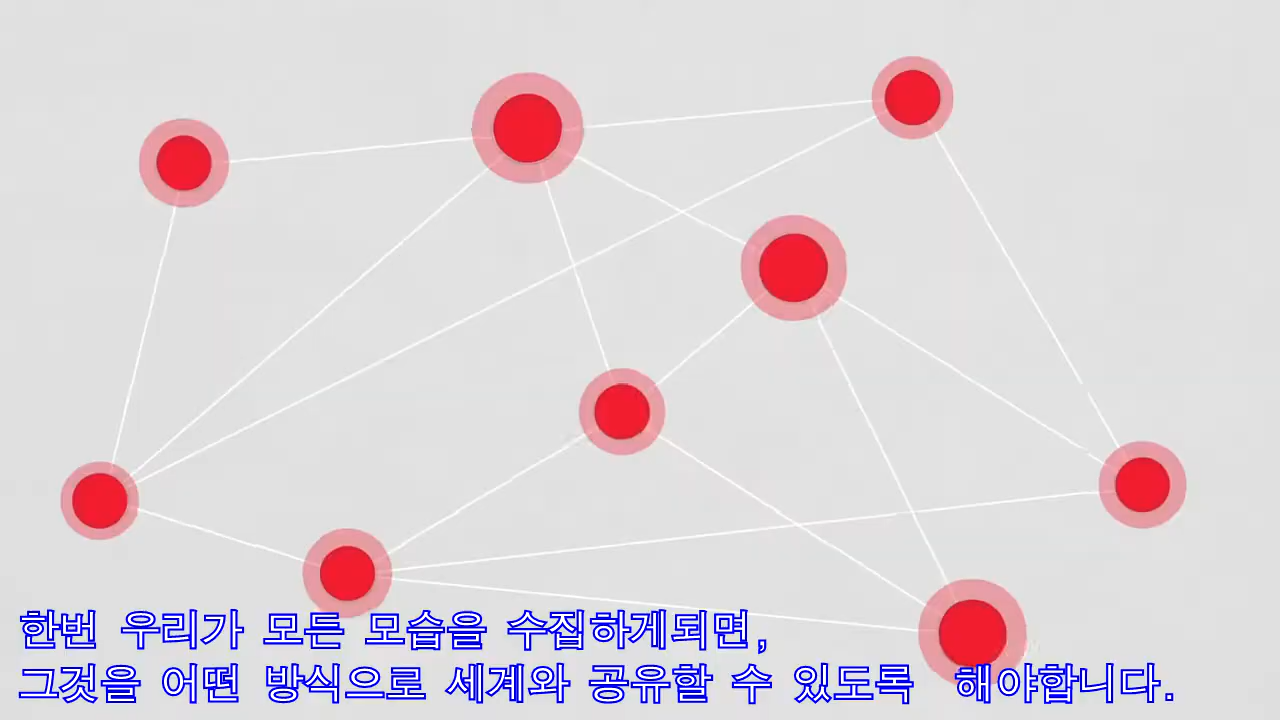 한번 우리가 모든 모습을 수집하게되면,
그것을 어떤 방식으로 세계와 공유할 수 있도록 해야합니다.